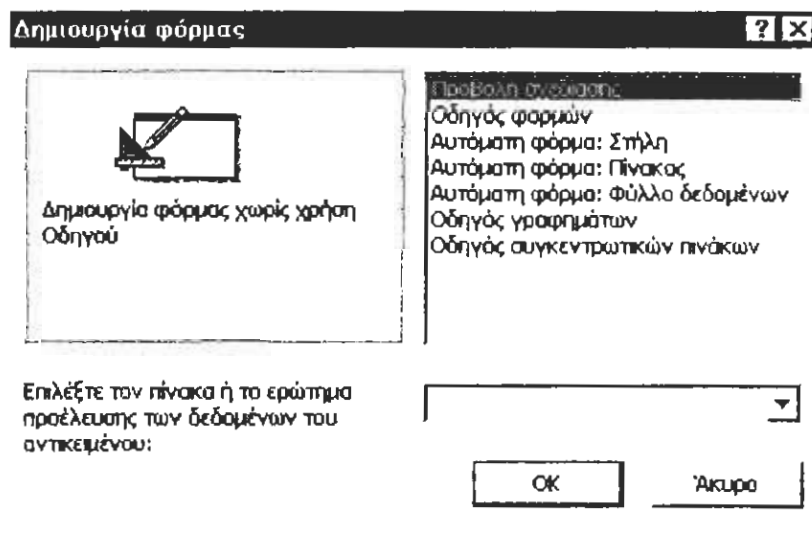 Δημιουργία φόρμας
Προβολή σχεδίασης
Οδηγός φορμών
Αυτόματη φόρμα: Στήλη
Αυτόματη φόρμα: Πίνακας
Αυτόματη φόρμα: Φύλλο δεδομένων
Οδηγός γραφημάτων
Οδηγός συγκεντρωτικών πινάκων
Δημιουργία φόρμας χωρίς χρήση
Οδηγού
Επιλέξτε τον πίνακα ή το ερώτημα
προέλευσης των δεδομένων του
αντικειμένου:
OK
Άκυρο